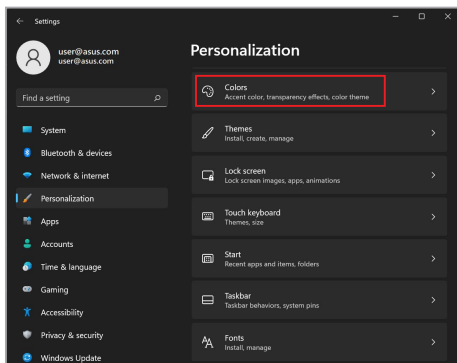 Settings
user@asus.com
user@asus.com
Find a setting
System
Bluetooth & devices
Network & internet
Personalization
Apps
Accounts
Time & language
Gaming
Accessibility
Privacy & security
Windows Update
Personalization
Colors
Accent color, transparency effects, color theme
Themes
Install, create, manage
Lock screen
Lock screen images, apps, animations
Touch keyboard
Themes, size
Start
Recent apps and items, folders
Taskbar
Taskbar behaviors, system pins
Fonts
Install, manage